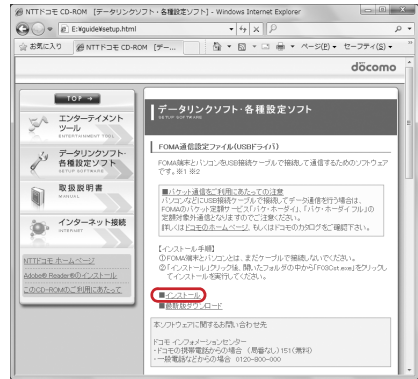 NTTドコモ CD-ROM [データリンクソフト・各種設定ソフト] - Windows Internet Explorer
E:¥guide¥setup.html
お気に入り
NTTドコモ CD-ROM [デー...
ページ(P)
セーフティ(S)
döcomo
TOP
エンターテイメント
ツール
ENTERTAINMENT TOOL
データリンクソフト・
各種設定ソフト
SETUP SOFTWARE
取扱説明書
MANUAL
インターネット接続
INTERNET
NTTドコモ ホームページ
Adobe® Reader®のインストール
このCD-ROMのご利用にあたって
データリンクソフト・各種設定ソフト
SETUP SOFTWARE
FOMA通信設定ファイル(USBドライバ)
FOMA端末とパソコンをUSB接続ケーブルで接続して通信するためのソフトウェア
です。※1 ※2
■パケット通信をご利用にあたっての注意
パソコンなどにUSB接続ケーブルで接続してデータ通信を行う場合は、
FOMAのパケット定額サービス「パケ・ホーダイ」、「パケ・ホーダイフル」の
定額対象外通信となりますのでご注意ください。
詳しくはドコモのホームページ、もしくはドコモのカタログをご確認下さい。
【インストール手順】
①FOMA端末とパソコンとは、まだケーブルで接続しないでください。
②「インストール」クリック後、開いたフォルダの中から「F09Cst.exe」をクリックし
てインストールを実行してください。
■インストール
■最新版ダウンロード
本ソフトウェアに関するお問い合わせ先
ドコモ インフォメーションセンター
・ドコモの携帯電話からの場合 (局番なし)151(無料)
・一般電話などからの場合 0120-800-000